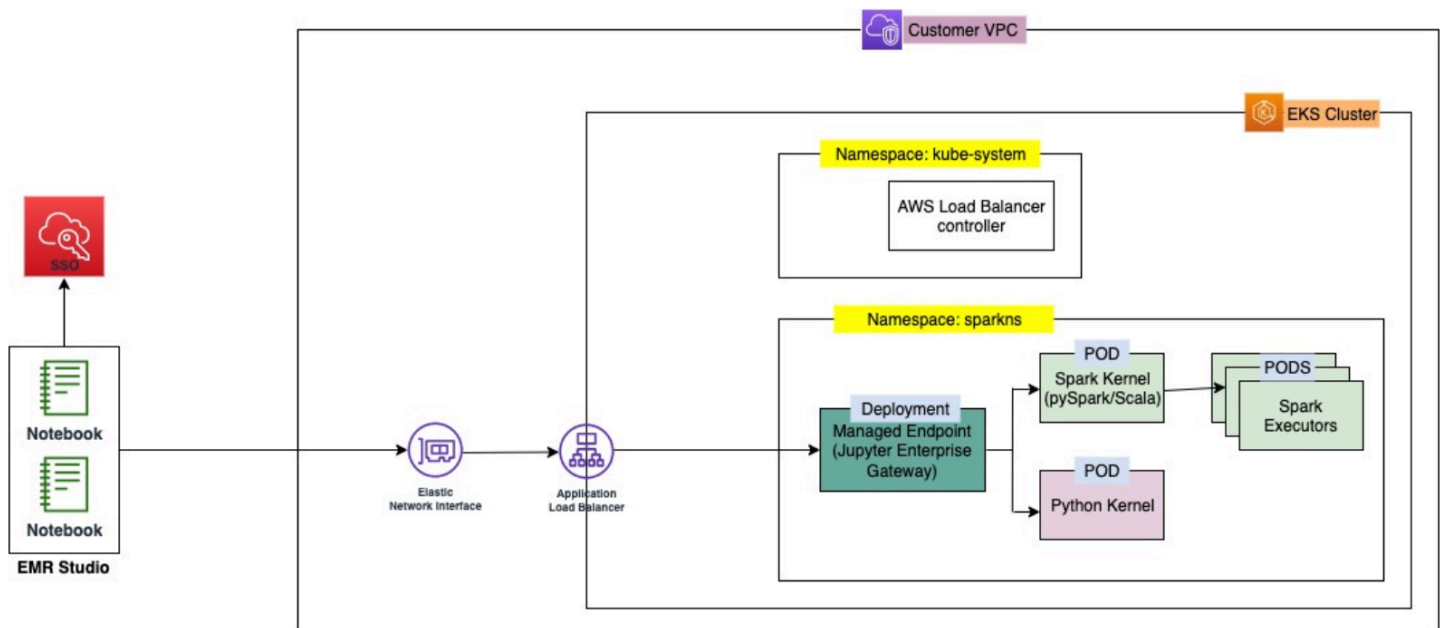 Customer VPC
EKS Cluster
Namespace: kube-system
AWS Load Balancer
controller
SSO
Namespace: sparkns
POD
Spark Kernel
(pySpark/Scala)
PODS
Spark
Executors
Deployment
Managed Endpoint
(Jupyter Enterprise
Gateway)
POD
Python Kernel
Notebook
Notebook
EMR Studio
Elastic
Network Interface
Application
Load Balancer